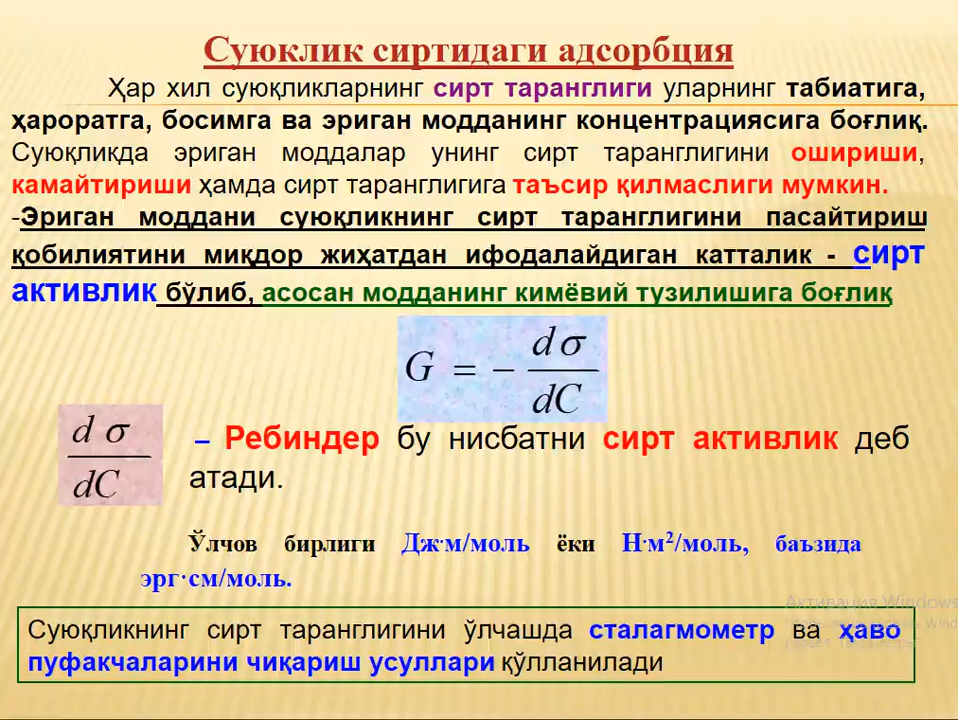 Суюклик сиртидаги адсорбция
Ҳар хил суюқликларнинг сирт таранглиги уларнинг табиатига,
ҳароратга, босимга ва эриган модданинг концентрациясига боғлиқ.
Суюқликда эриган моддалар унинг сирт таранглигини ошириши,
камайтириши ҳамда сирт таранглигига таъсир қилмаслиги мумкин.
-Эриган моддани суюқликнинг сирт таранглигини пасайтириш
қобилиятини миқдор жиҳатдан ифодалайдиган катталик - сирт
активлик бўлиб, асосан модданинг кимёвий тузилишига боғлиқ
G = − dσ/dC
dσ/dC
– Ребиндер бу нисбатни сирт активлик деб
атади.
Ўлчов бирлиги Дж·м/моль ёки Н·м²/моль, баъзида
эрг·см/моль.
Активация Windows
Суюқликнинг сирт таранглигини ўлчашда сталагмометр ва ҳаво
пуфакчаларини чиқариш усуллари қўлланилади